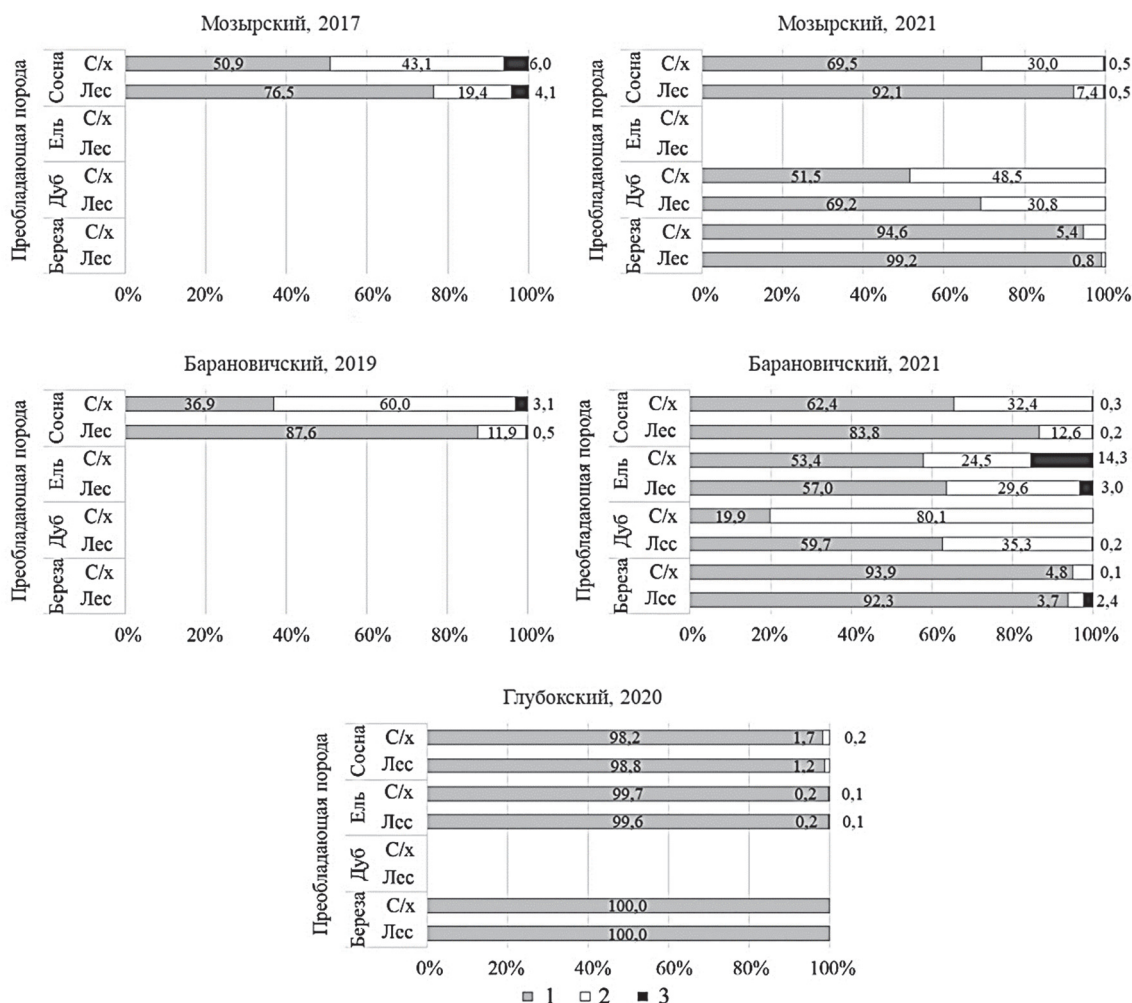 Мозырский, 2017
Преобладающая порода
Сосна
С/х
50,9
43,1
6,0
Лес
76,5
19,4
4,1
Ель
С/х
Лес
Дуб
С/х
Лес
Береза
С/х
Лес
0% 20% 40% 60% 80% 100%
Мозырский, 2021
Преобладающая порода
Сосна
С/х
69,5
30,0
0,5
Лес
92,1
7,4
0,5
Ель
С/х
Лес
Дуб
С/х
51,5
48,5
Лес
69,2
30,8
Береза
С/х
94,6
5,4
Лес
99,2
0,8
0% 20% 40% 60% 80% 100%
Барановичский, 2019
Преобладающая порода
Сосна
С/х
36,9
60,0
3,1
Лес
87,6
11,9
0,5
Ель
С/х
Лес
Дуб
С/х
Лес
Береза
С/х
Лес
0% 20% 40% 60% 80% 100%
Барановичский, 2021
Преобладающая порода
Сосна
С/х
62,4
32,4
0,3
Лес
83,8
12,6
0,2
Ель
С/х
53,4
24,5
14,3
Лес
57,0
29,6
3,0
Дуб
С/х
19,9
80,1
Лес
59,7
35,3
0,2
Береза
С/х
93,9
4,8
0,1
Лес
92,3
3,7
2,4
0% 20% 40% 60% 80% 100%
Глубокский, 2020
Преобладающая порода
Сосна
С/х
98,2
1,7
0,2
Лес
98,8
1,2
Ель
С/х
99,7
0,2
0,1
Лес
99,6
0,2
0,1
Дуб
С/х
Лес
Береза
С/х
100,0
Лес
100,0
0% 20% 40% 60% 80% 100%
1 2 3